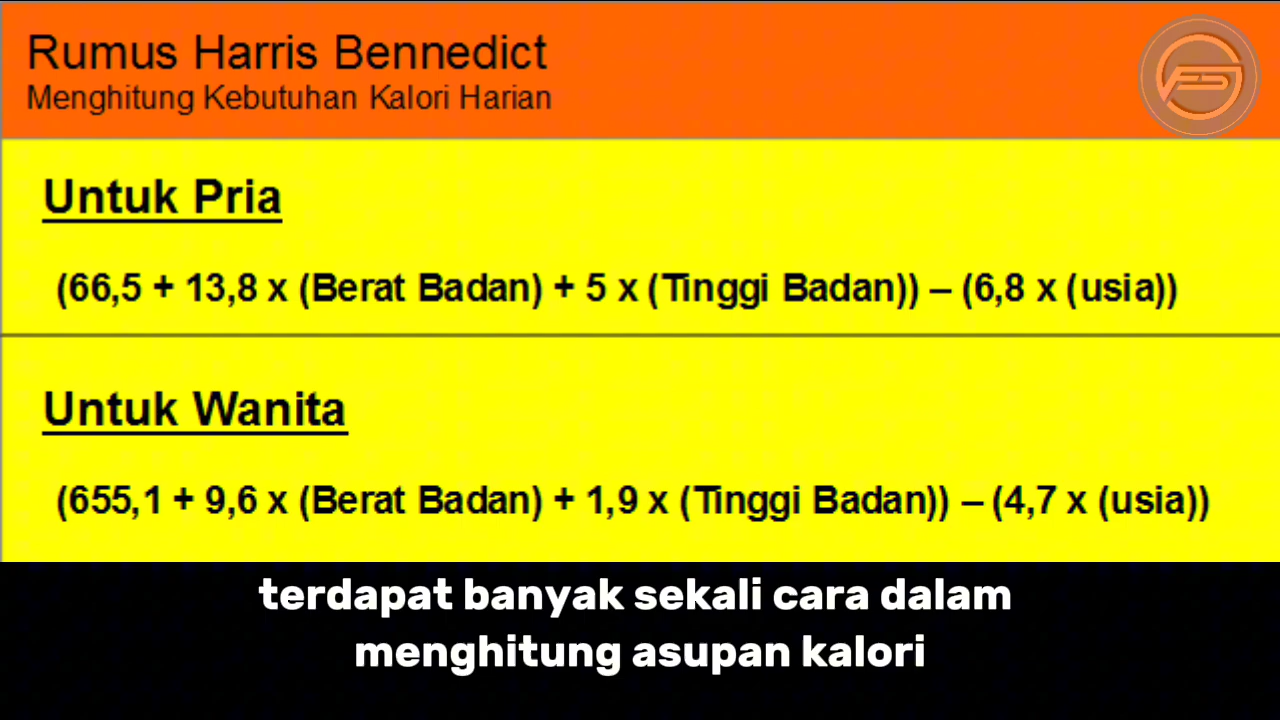 Rumus Harris Bennedict
Menghitung Kebutuhan Kalori Harian
Untuk Pria
(66,5 + 13,8 x (Berat Badan) + 5 x (Tinggi Badan)) – (6,8 x (usia))
Untuk Wanita
(655,1 + 9,6 x (Berat Badan) + 1,9 x (Tinggi Badan)) – (4,7 x (usia))
terdapat banyak sekali cara dalam
menghitung asupan kalori